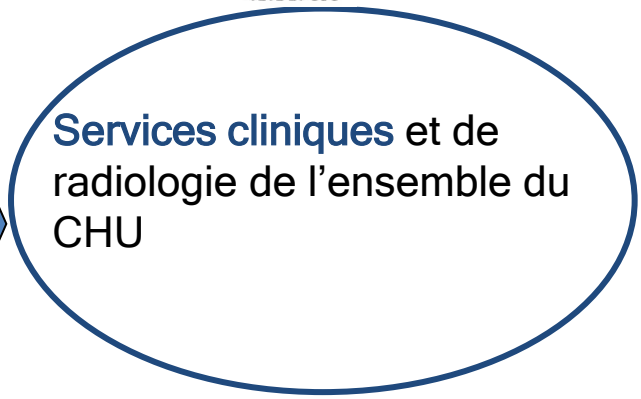 Services cliniques et de
radiologie de l’ensemble du
CHU